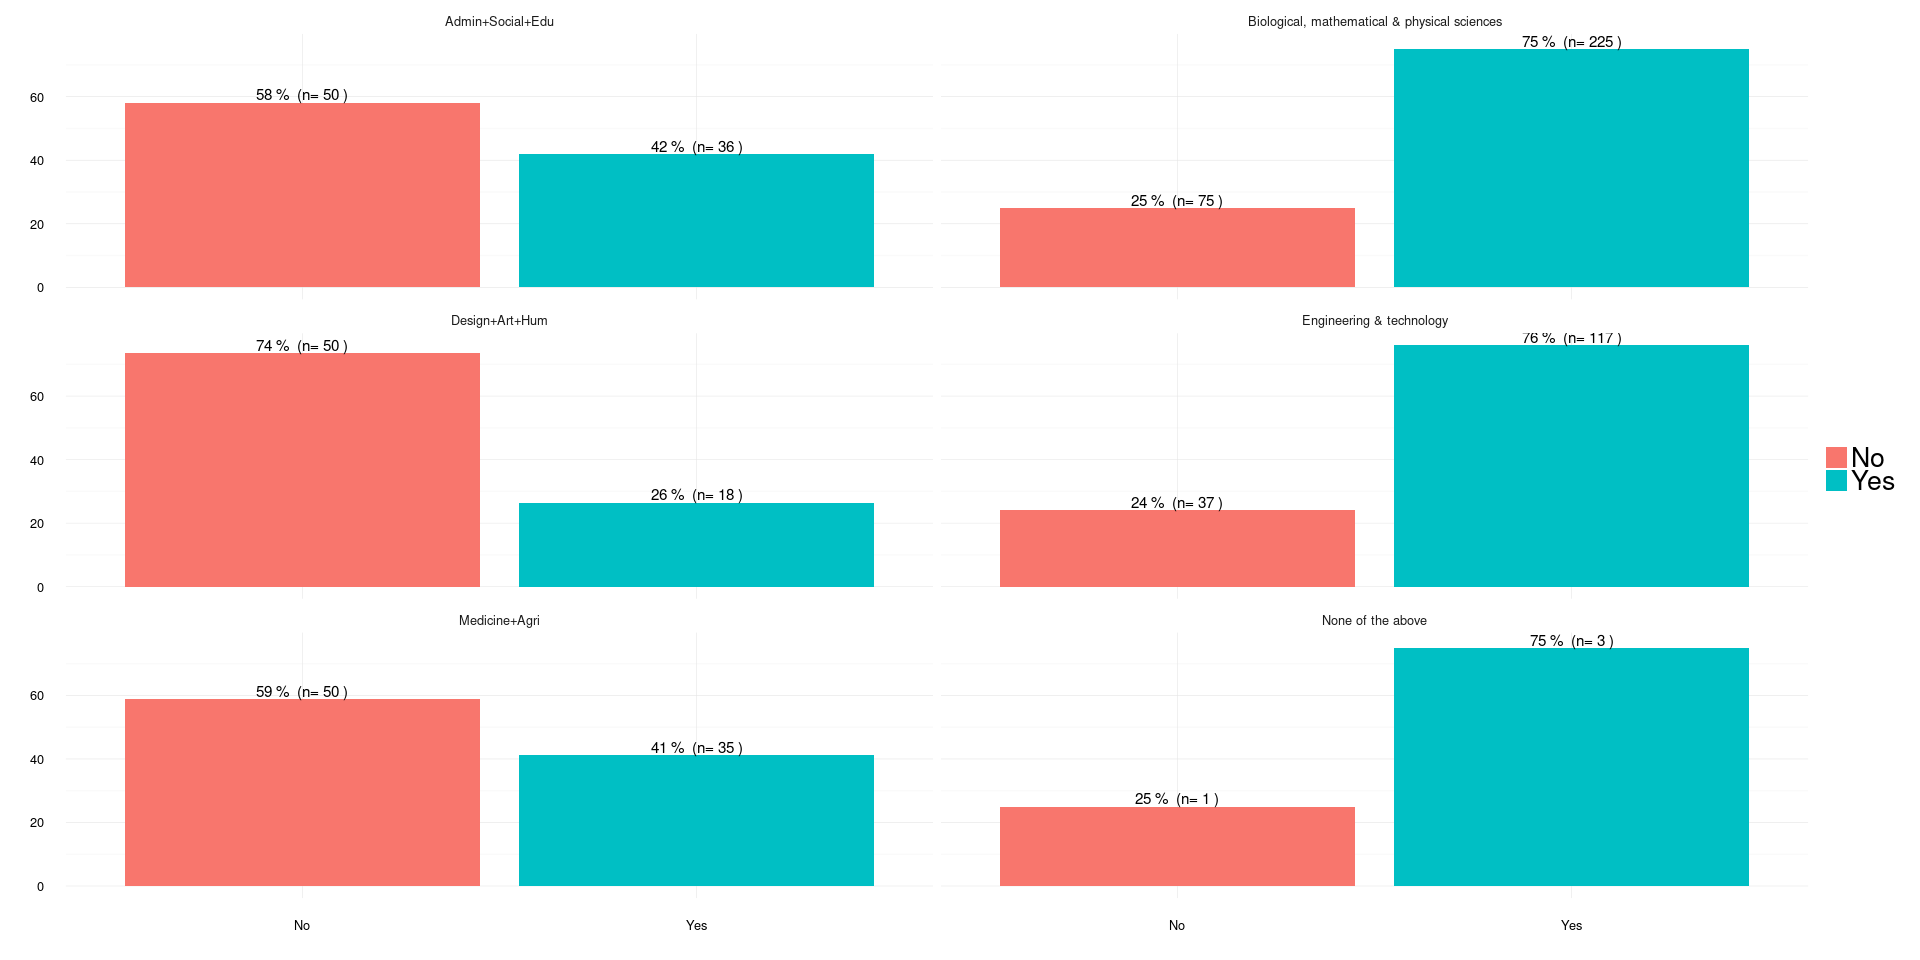 Admin+Social+Edu
Biological, mathematical & physical sciences
58 % (n= 50 )
42 % (n= 36 )
25 % (n= 75 )
75 % (n= 225 )
60
40
20
0
Design+Art+Hum
Engineering & technology
74 % (n= 50 )
26 % (n= 18 )
24 % (n= 37 )
76 % (n= 117 )
60
40
20
0
No
Yes
Medicine+Agri
None of the above
59 % (n= 50 )
41 % (n= 35 )
25 % (n= 1 )
75 % (n= 3 )
60
40
20
0
No
Yes
No
Yes